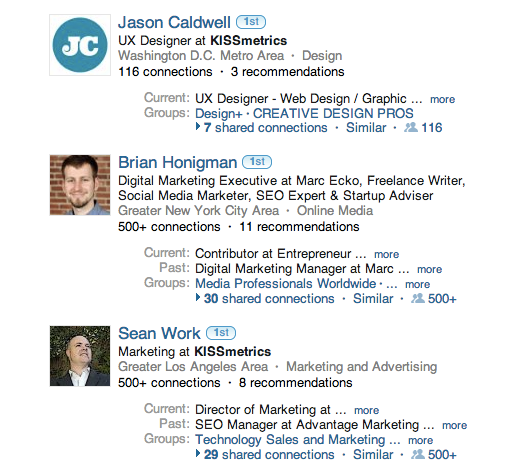 JC
Jason Caldwell 1st
UX Designer at KISSmetrics
Washington D.C. Metro Area · Design
116 connections · 3 recommendations
Current: UX Designer - Web Design / Graphic ... more
Groups: Design+ · CREATIVE DESIGN PROS
7 shared connections · Similar · 116
Brian Honigman 1st
Digital Marketing Executive at Marc Ecko, Freelance Writer,
Social Media Marketer, SEO Expert & Startup Adviser
Greater New York City Area · Online Media
500+ connections · 11 recommendations
Current: Contributor at Entrepreneur ... more
Past: Digital Marketing Manager at Marc ... more
Groups: Media Professionals Worldwide · ... more
30 shared connections · Similar · 500+
Sean Work 1st
Marketing at KISSmetrics
Greater Los Angeles Area · Marketing and Advertising
500+ connections · 8 recommendations
Current: Director of Marketing at ... more
Past: SEO Manager at Advantage Marketing ... more
Groups: Technology Sales and Marketing ... more
29 shared connections · Similar · 500+